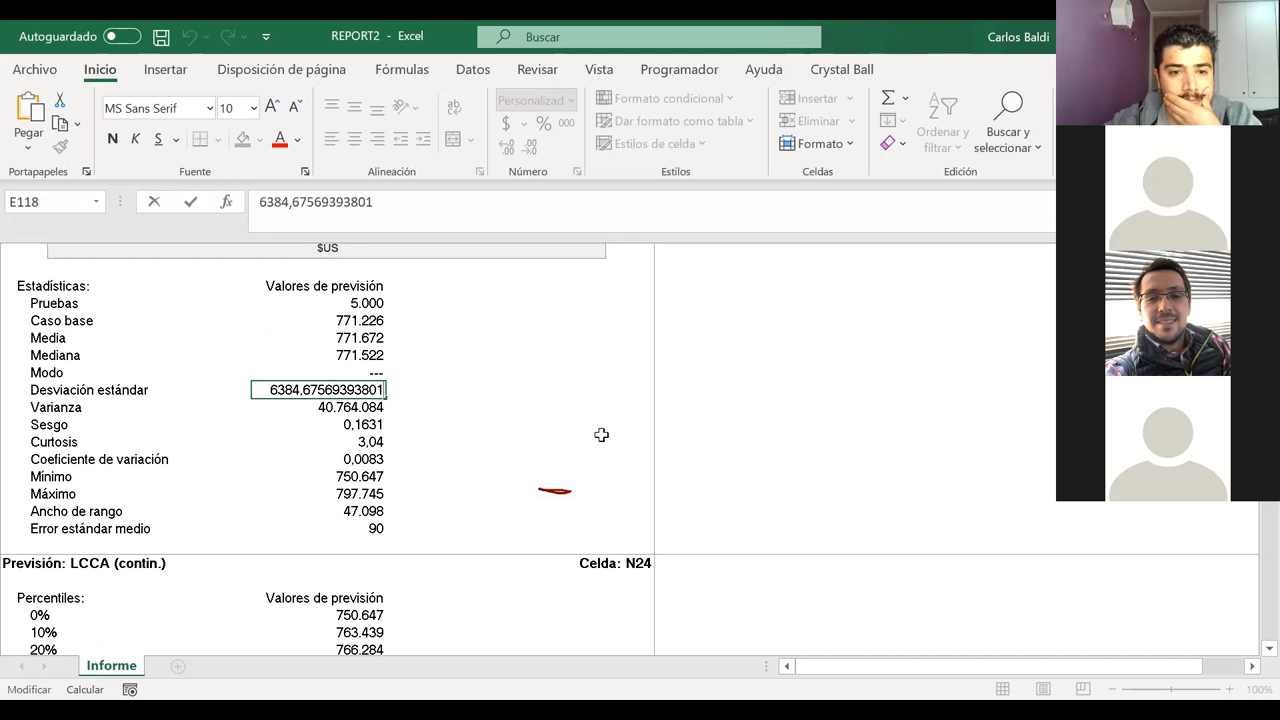 Autoguardado REPORT2 - Excel Buscar Carlos Baldi
Archivo Inicio Insertar Disposición de página Fórmulas Datos Revisar Vista Programador Ayuda Crystal Ball
Pegar
MS Sans Serif 10
N K S
Personalizad
$ % 000
Formato condicional
Dar formato como tabla
Estilos de celda
Insertar
Eliminar
Formato
Ordenar y filtrar
Buscar y seleccionar
Portapapeles Fuente Alineación Número Estilos Celdas Edición
E118 fx 6384,67569393801
$US
Estadísticas: Valores de previsión
Pruebas 5.000
Caso base 771.226
Media 771.672
Mediana 771.522
Modo ---
Desviación estándar 6384,67569393801
Varianza 40.764.084
Sesgo 0,1631
Curtosis 3,04
Coeficiente de variación 0,0083
Mínimo 750.647
Máximo 797.745
Ancho de rango 47.098
Error estándar medio 90
Previsión: LCCA (contin.) Celda: N24
Percentiles: Valores de previsión
0% 750.647
10% 763.439
20% 766.284
Informe
Modificar Calcular 100%